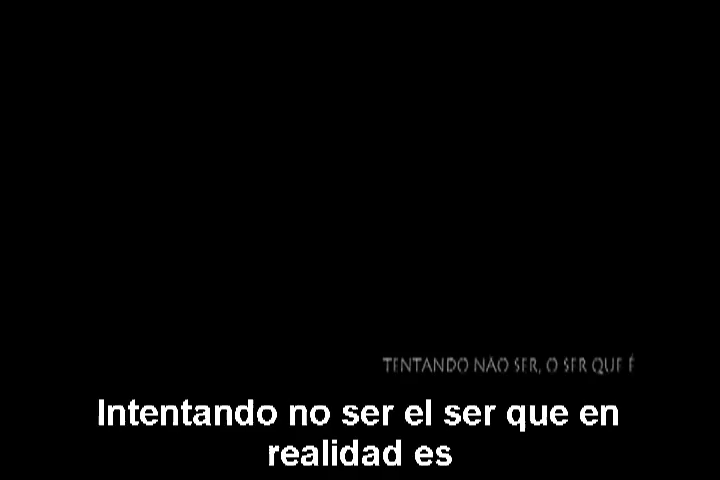 TENTANDO NÃO SER, O SER QUE É
Intentando no ser el ser que en
realidad es